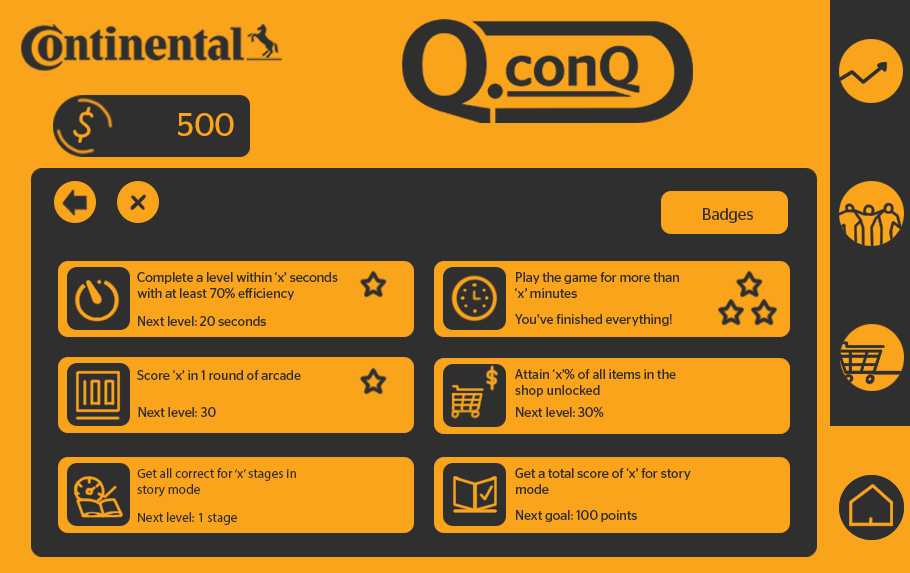 Continental
Q.conQ
$ 500
Badges
Complete a level within ‘x’ seconds
with at least 70% efficiency
Next level: 20 seconds
Play the game for more than
‘x’ minutes
You’ve finished everything!
Score ‘x’ in 1 round of arcade
Next level: 30
100
$
Attain ‘x’% of all items in the
shop unlocked
Next level: 30%
Get all correct for ‘x’ stages in
story mode
Next level: 1 stage
Get a total score of ‘x’ for story
mode
Next goal: 100 points